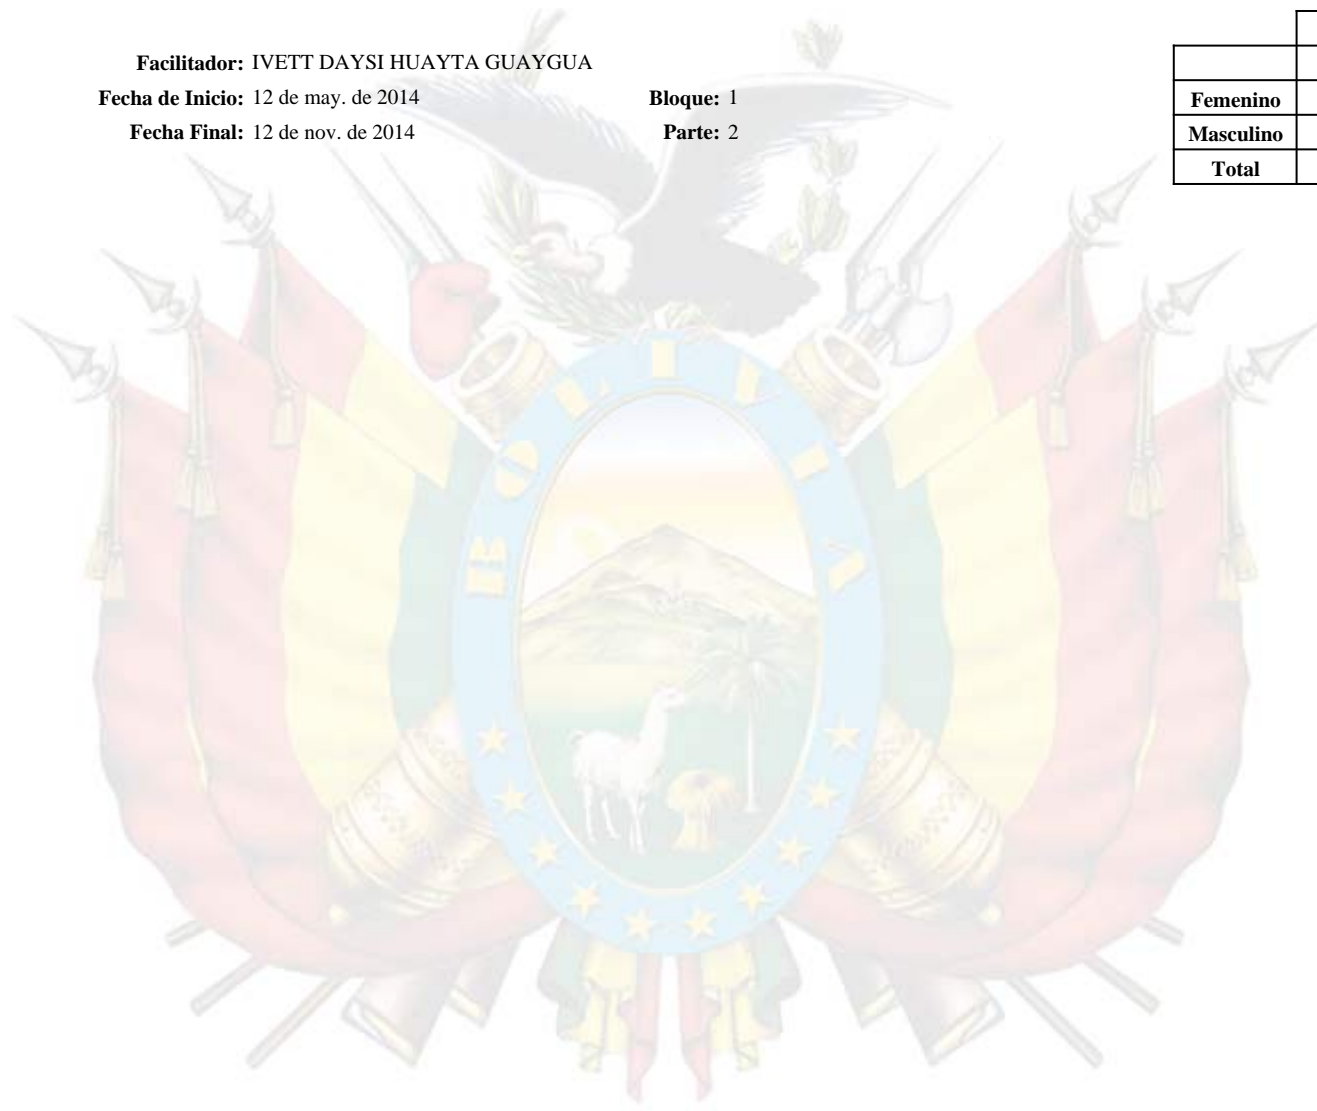 Facilitador: IVETT DAYSI HUAYTA GUAYGUA
Fecha de Inicio: 12 de may. de 2014 Bloque: 1
Fecha Final: 12 de nov. de 2014 Parte: 2
Femenino
Masculino
Total
BOLIVIA